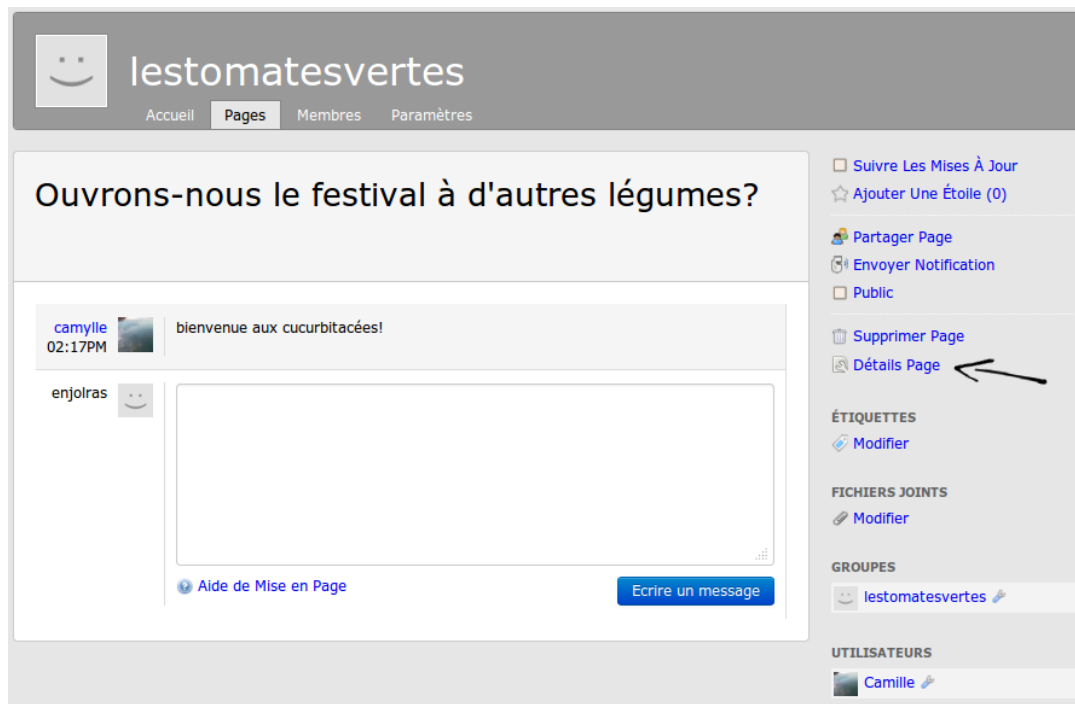 lestomatesvertes
Accueil Pages Membres Paramètres
Ouvrons-nous le festival à d'autres légumes?
camylle
02:17PM
bienvenue aux cucurbitacées!
enjolras
Aide de Mise en Page
Ecrire un message
Suivre Les Mises À Jour
Ajouter Une Étoile (0)
Partager Page
Envoyer Notification
Public
Supprimer Page
Détails Page
ÉTIQUETTES
Modifier
FICHIERS JOINTS
Modifier
GROUPES
lestomatesvertes
UTILISATEURS
Camille